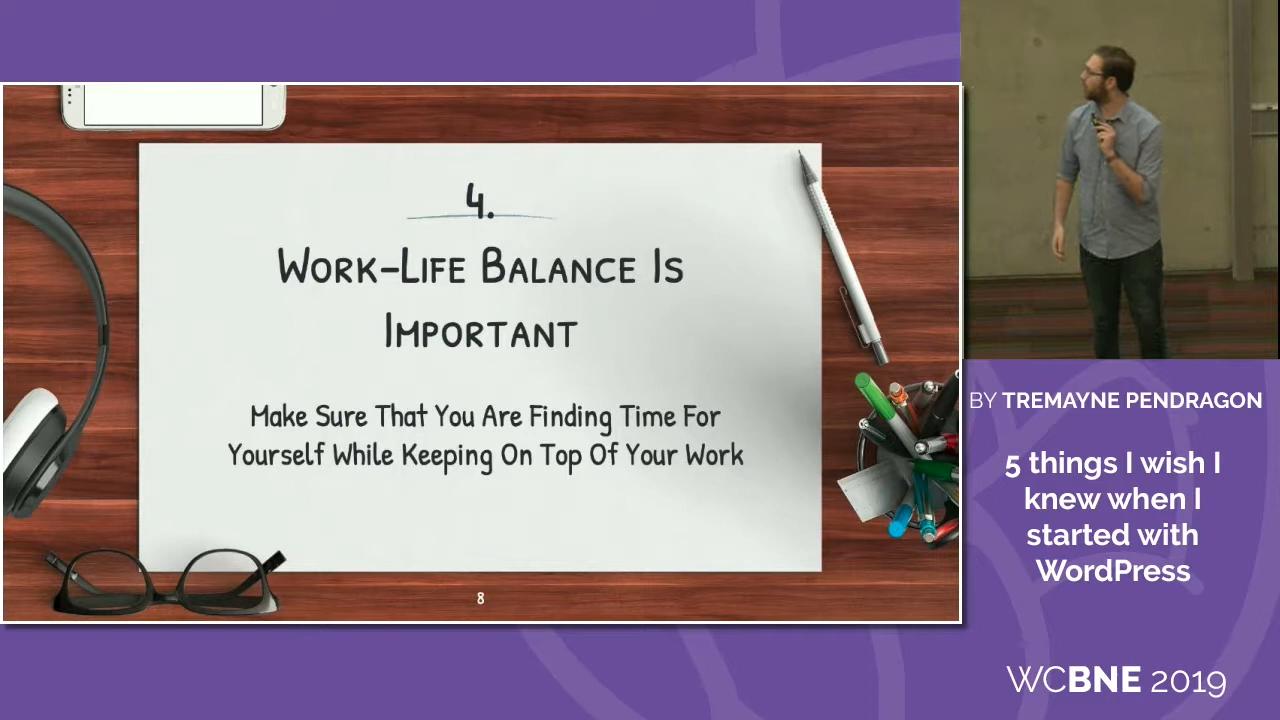 4.
Work-Life Balance Is
Important
Make Sure That You Are Finding Time For
Yourself While Keeping On Top Of Your Work
8
BY TREMAYNE PENDRAGON
5 things I wish I
knew when I
started with
WordPress
WCBNE 2019